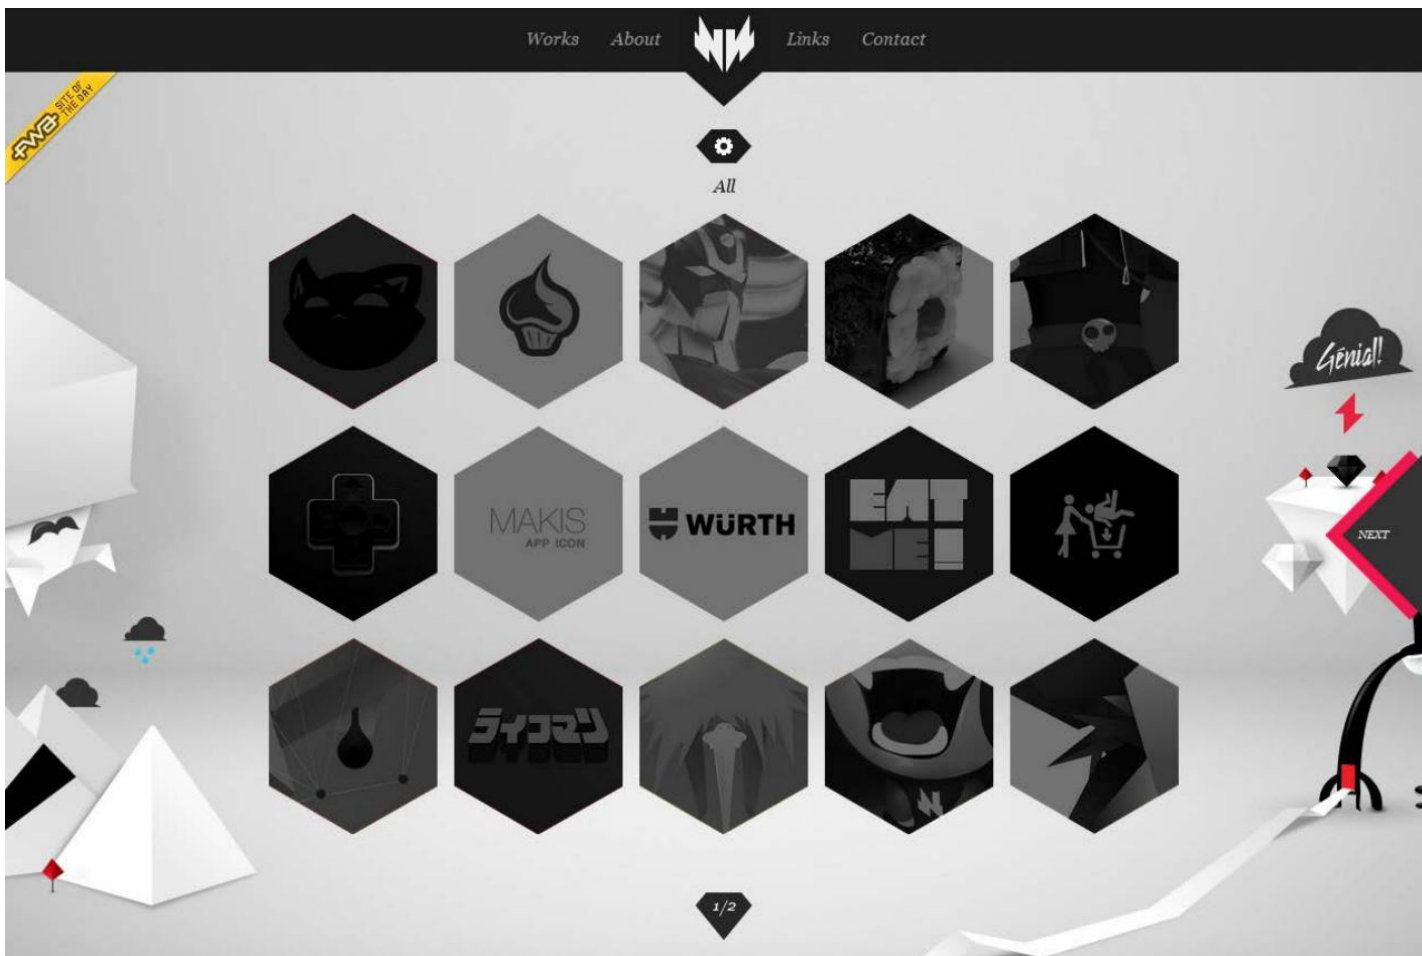 Works
About
Links
Contact
fwa
SITE OF
THE DAY
All
Génial!
MAKIS
APP ICON
WÜRTH
EAT
ME!
NEXT
ライコマン
1/2